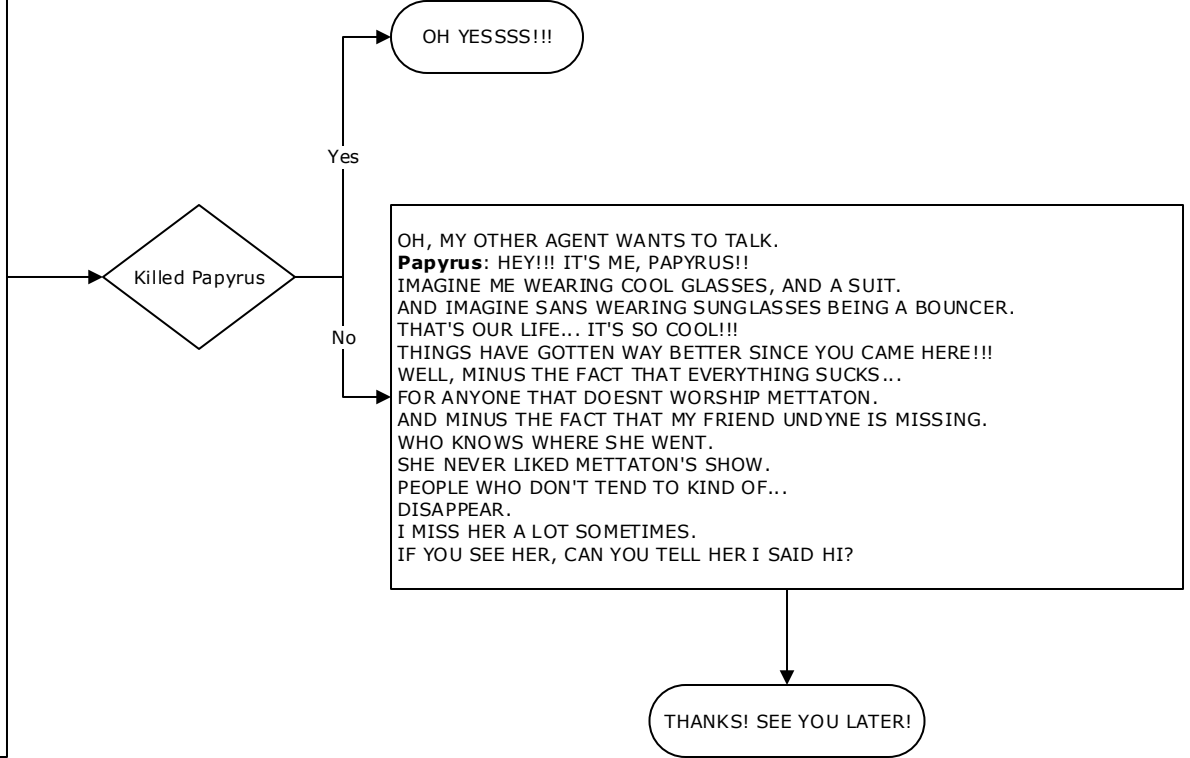 OH YESSSS!!!
Yes
Killed Papyrus
No
OH, MY OTHER AGENT WANTS TO TALK.
Papyrus: HEY!!! IT'S ME, PAPYRUS!!
IMAGINE ME WEARING COOL GLASSES, AND A SUIT.
AND IMAGINE SANS WEARING SUNGLASSES BEING A BOUNCER.
THAT'S OUR LIFE... IT'S SO COOL!!!
THINGS HAVE GOTTEN WAY BETTER SINCE YOU CAME HERE!!!
WELL, MINUS THE FACT THAT EVERYTHING SUCKS...
FOR ANYONE THAT DOESNT WORSHIP METTATON.
AND MINUS THE FACT THAT MY FRIEND UNDYNE IS MISSING.
WHO KNOWS WHERE SHE WENT.
SHE NEVER LIKED METTATON'S SHOW.
PEOPLE WHO DON'T TEND TO KIND OF...
DISAPPEAR.
I MISS HER A LOT SOMETIMES.
IF YOU SEE HER, CAN YOU TELL HER I SAID HI?
THANKS! SEE YOU LATER!